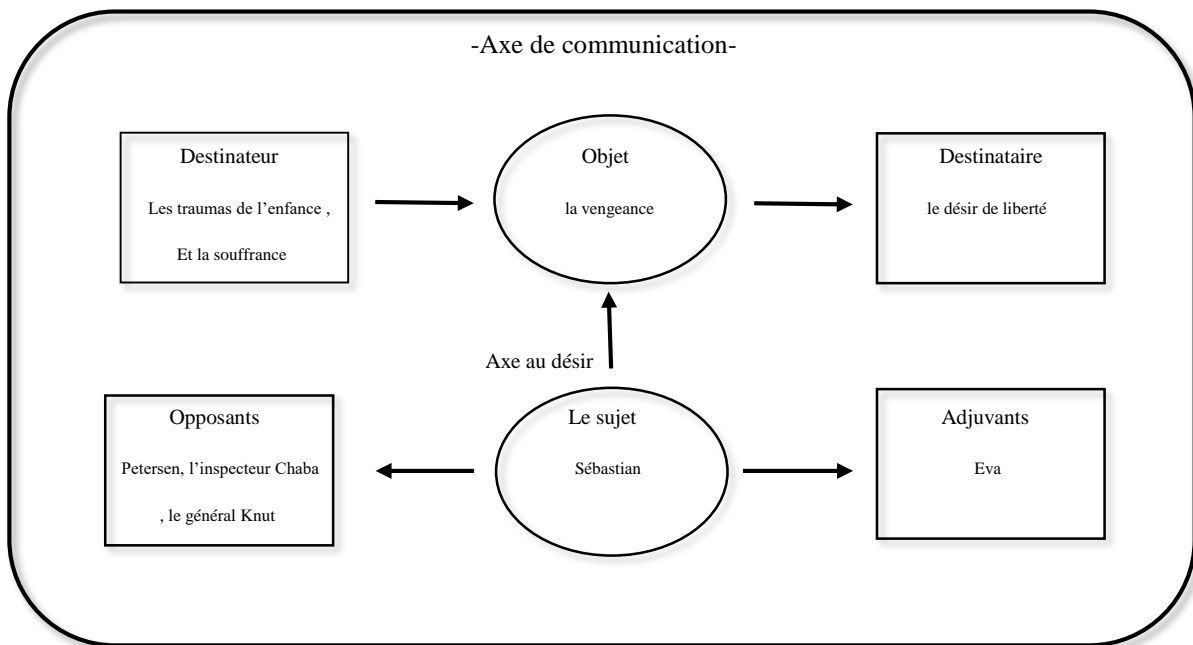 -Axe de communication-
Destinateur
Les traumas de l’enfance ,
Et la souffrance
Objet
la vengeance
Destinataire
le désir de liberté
Axe au désir
Opposants
Petersen, l’inspecteur Chaba
, le général Knut
Le sujet
Sébastian
Adjuvants
Eva